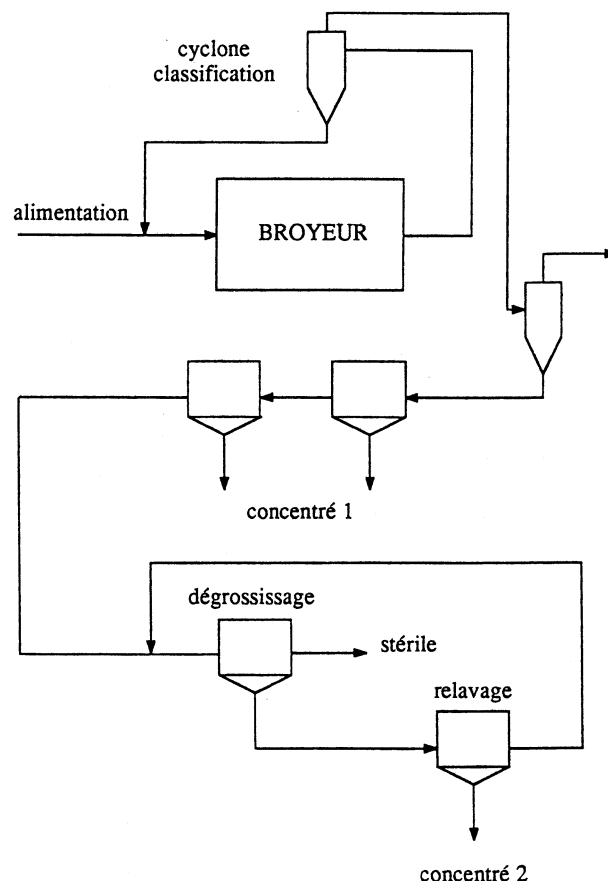 cyclone
classification
alimentation
BROYEUR
concentré 1
dégrossissage
stérile
relavage
concentré 2